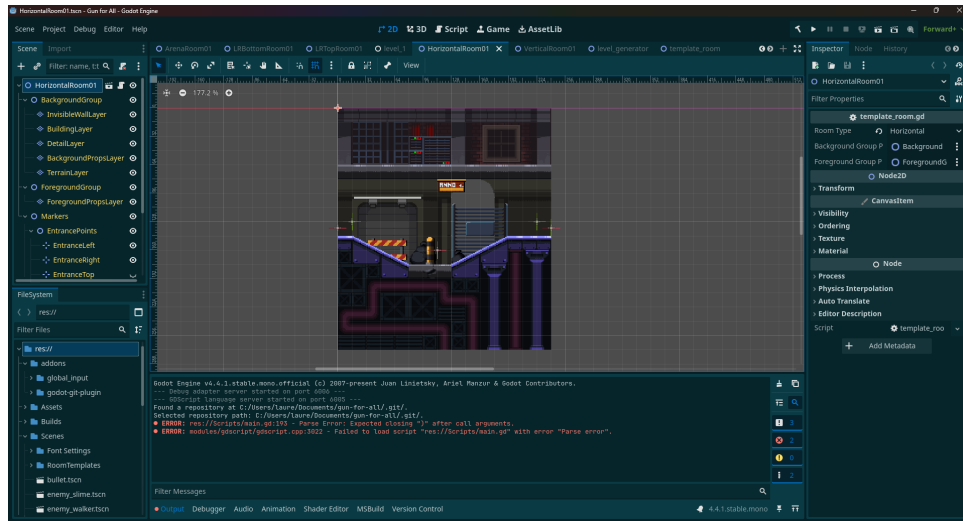 HorizontalRoom01.tscn - Gun for All - Godot Engine
Scene Project Debug Editor Help
2D 3D Script Game AssetLib
Forward+
Scene Import
ArenaRoom01 LRBottomRoom01 LRTopRoom01 level_1 HorizontalRoom01 VerticalRoom01 level_generator template_room
Inspector Node History
Filter: name, t:t
View
HorizontalRoom01
BackgroundGroup
InvisibleWallLayer
BuildingLayer
DetailLayer
BackgroundPropsLayer
TerrainLayer
ForegroundGroup
ForegroundPropsLayer
Markers
EntrancePoints
EntranceLeft
EntranceRight
EntranceTop
177.2 %
AMMO
HorizontalRoom01
Filter Properties
template_room.gd
Room Type Horizontal
Background Group P Background
Foreground Group P ForegroundG
Node2D
Transform
CanvasItem
Visibility
Ordering
Texture
Material
Node
Process
Physics Interpolation
Auto Translate
Editor Description
Script template_roo
Add Metadata
FileSystem
res://
Filter Files
res://
addons
global_input
godot-git-plugin
Assets
Builds
Scenes
Font Settings
RoomTemplates
bullet.tscn
enemy_slime.tscn
enemy_walker.tscn
Godot Engine v4.4.1.stable.mono.official (c) 2007-present Juan Linietsky, Ariel Manzur & Godot Contributors.
--- Debug adapter server started on port 6006 ---
--- GDScript language server started on port 6005 ---
Found a repository at C:/Users/laure/Documents/gun-for-all/.git/.
Selected repository path: C:/Users/laure/Documents/gun-for-all/.git/.
ERROR: res://Scripts/main.gd:193 - Parse Error: Expected closing ")" after call arguments.
ERROR: modules/gdscript/gdscript.cpp:3022 - Failed to load script "res://Scripts/main.gd" with error "Parse error".
3
2
0
2
Filter Messages
Output Debugger Audio Animation Shader Editor MSBuild Version Control
4.4.1.stable.mono